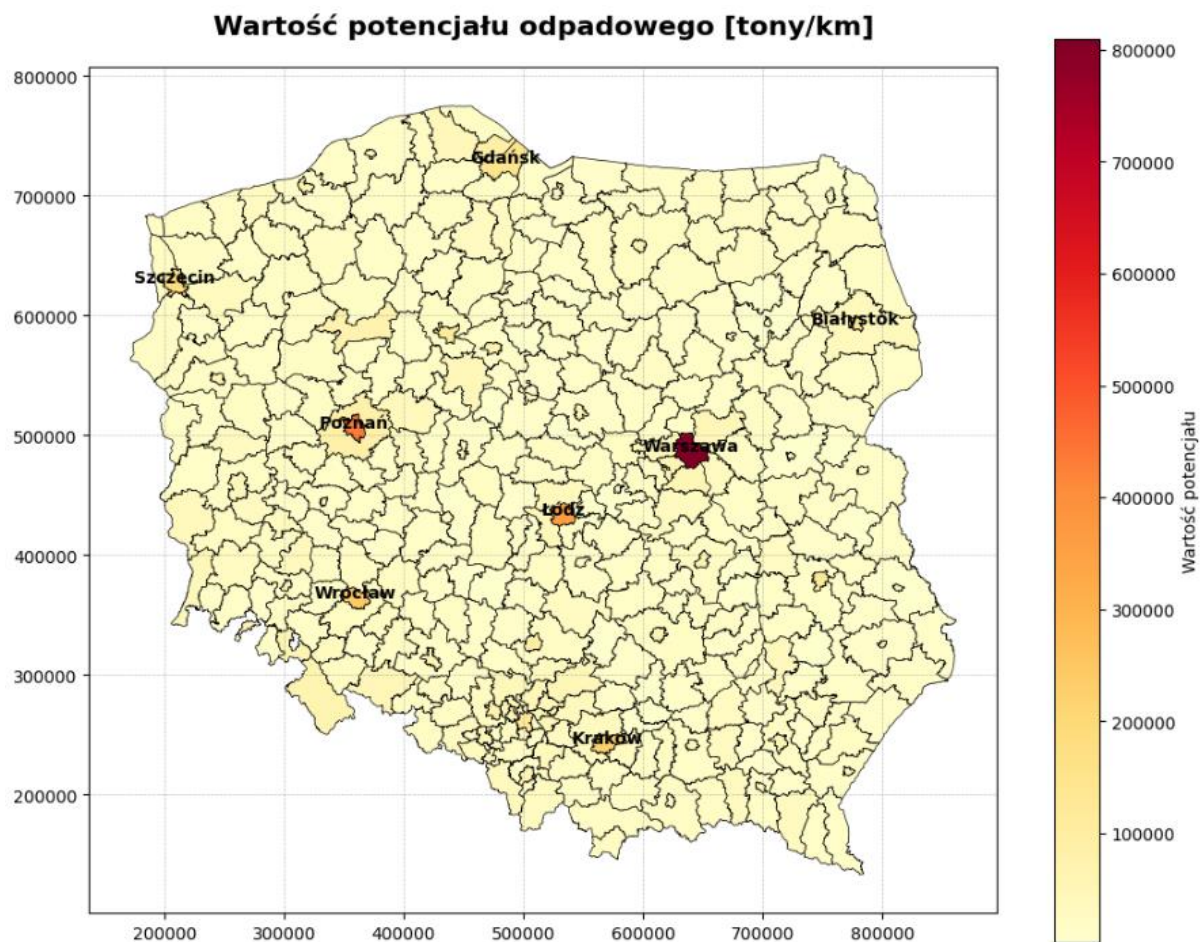 Wartość potencjału odpadowego [tony/km]
800000
700000
600000
500000
400000
300000
200000
200000
300000
400000
500000
600000
700000
800000
Gdańsk
Szczecin
Białystok
Poznań
Warszawa
Łódź
Wrocław
Kraków
800000
700000
600000
500000
400000
300000
200000
100000
Wartość potencjału